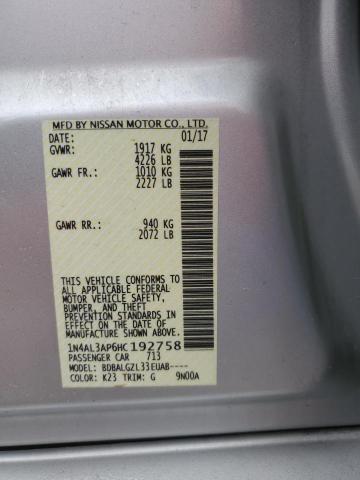 MFD BY NISSAN MOTOR CO., LTD.
DATE: 01/17
GVWR: 1917 KG
4226 LB
GAWR FR: 1010 KG
2227 LB
GAWR RR: 940 KG
2072 LB
THIS VEHICLE CONFORMS TO
ALL APPLICABLE FEDERAL
MOTOR VEHICLE SAFETY,
BUMPER, AND THEFT
PREVENTION STANDARDS IN
EFFECT ON THE DATE OF
MANUFACTURE SHOWN ABOVE.
1N4AL3AP6HC192758
PASSENGER CAR 713
MODEL: BDBALGZL33EUAB----
COLOR: K23 TRIM: G 9N00A